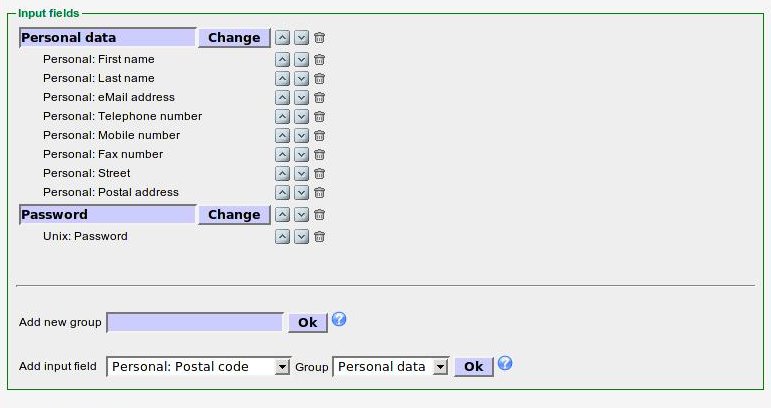 Input fields
Personal data Change
Personal: First name
Personal: Last name
Personal: eMail address
Personal: Telephone number
Personal: Mobile number
Personal: Fax number
Personal: Street
Personal: Postal address
Password Change
Unix: Password
Add new group Ok ?
Add input field Personal: Postal code Group Personal data Ok ?